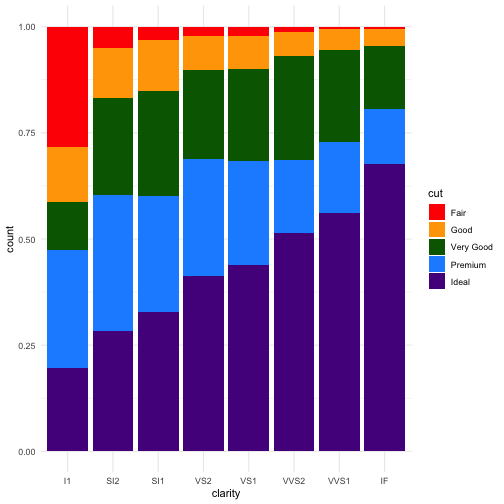 1.00
0.75
0.50
0.25
0.00
count
I1 SI2 SI1 VS2 VS1 VVS2 VVS1 IF
clarity
cut
Fair
Good
Very Good
Premium
Ideal